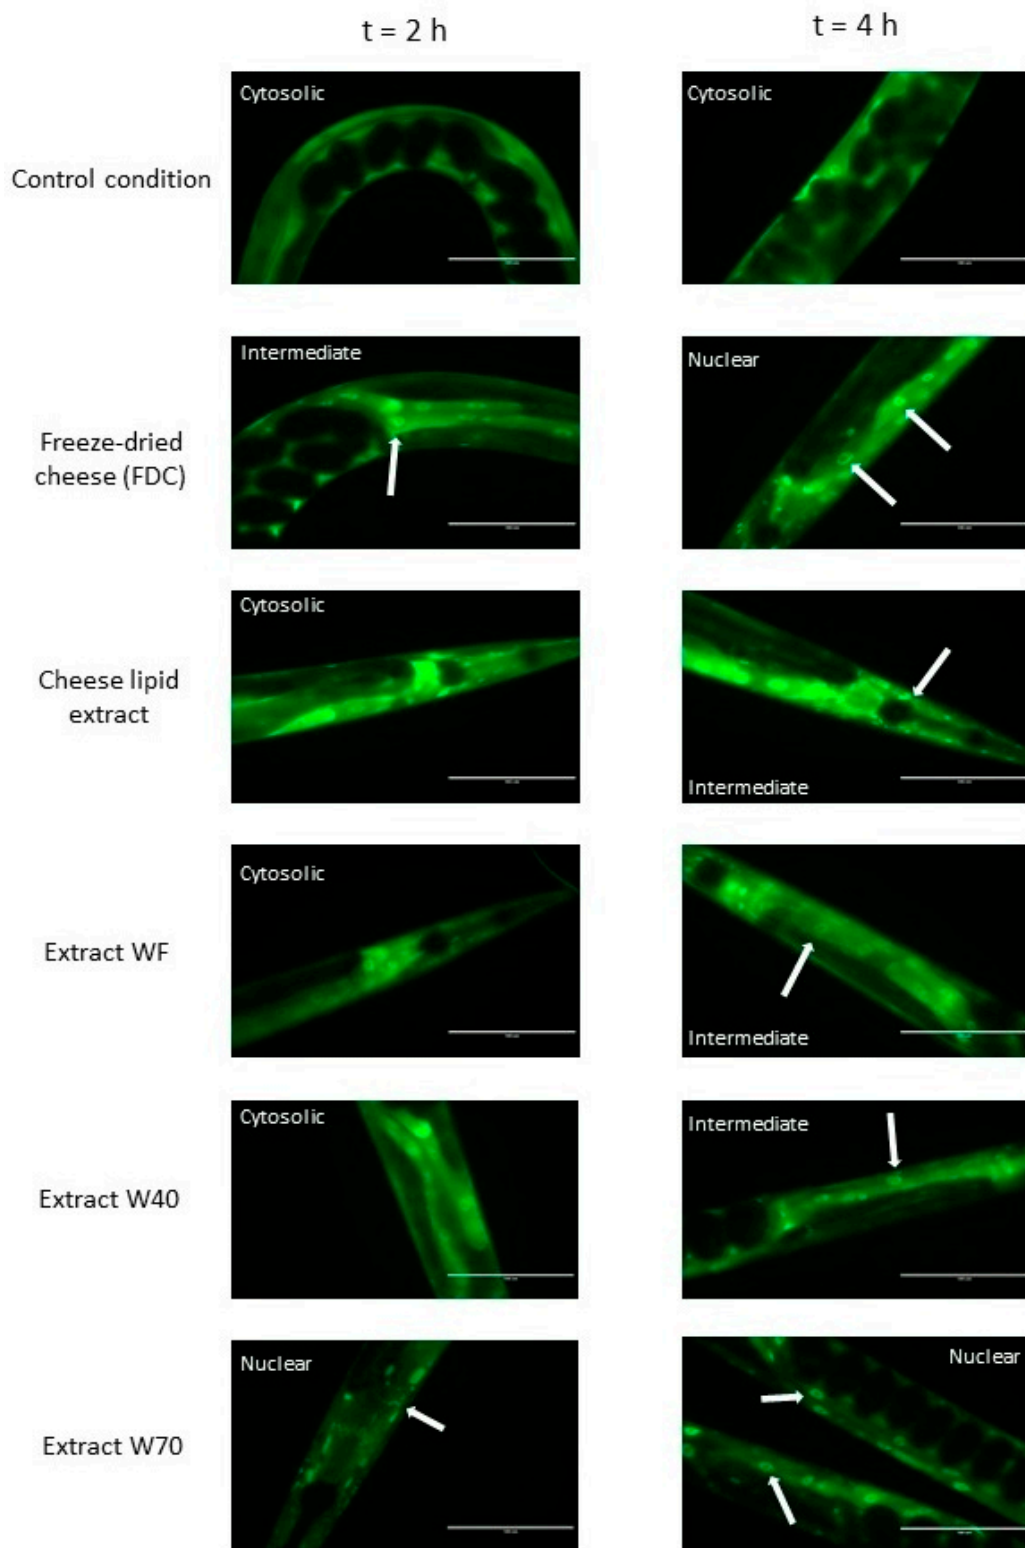 t = 2 h
t = 4 h
Control condition
Cytosolic
Cytosolic
Freeze-dried
cheese (FDC)
Intermediate
Nuclear
Cheese lipid
extract
Cytosolic
Intermediate
Extract WF
Cytosolic
Intermediate
Extract W40
Cytosolic
Intermediate
Extract W70
Nuclear
Nuclear